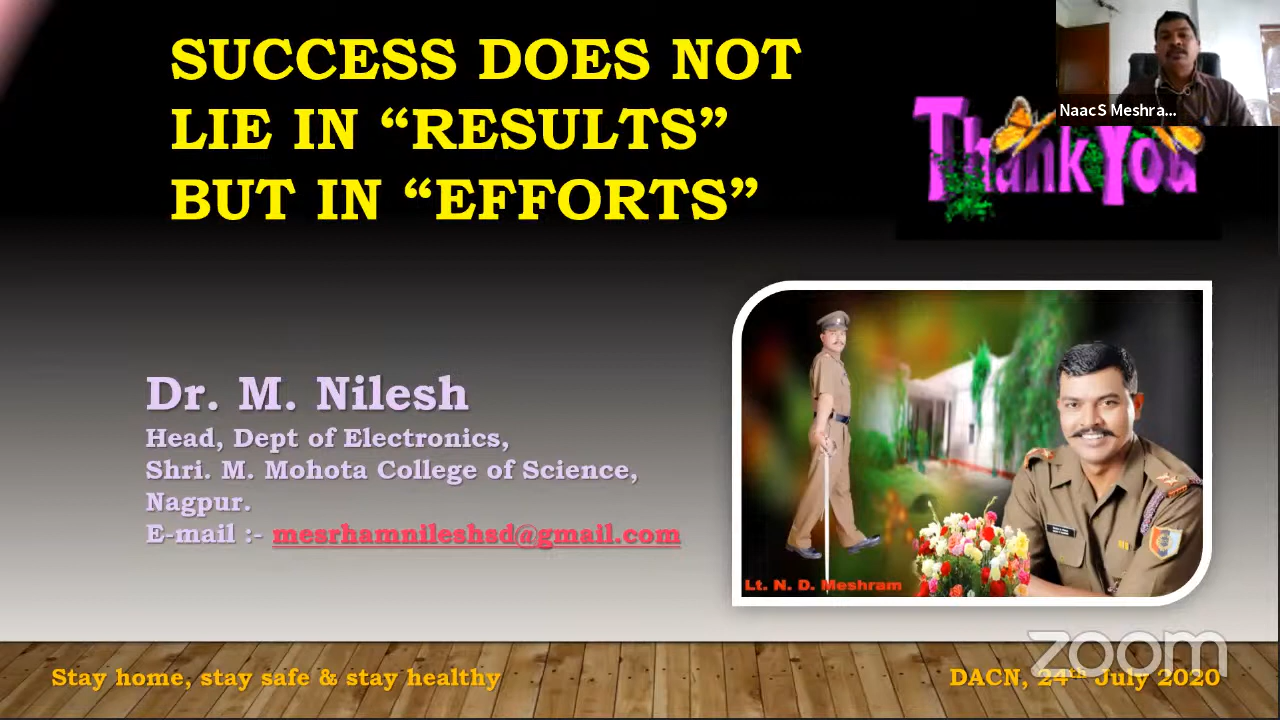 SUCCESS DOES NOT
LIE IN “RESULTS”
BUT IN “EFFORTS”
NaacS Meshra...
Thank You
Dr. M. Nilesh
Head, Dept of Electronics,
Shri. M. Mohota College of Science,
Nagpur.
E-mail :- mesrhamnileshsd@gmail.com
Lt. N. D. Meshram
zoom
Stay home, stay safe & stay healthy
DACN, 24th July 2020